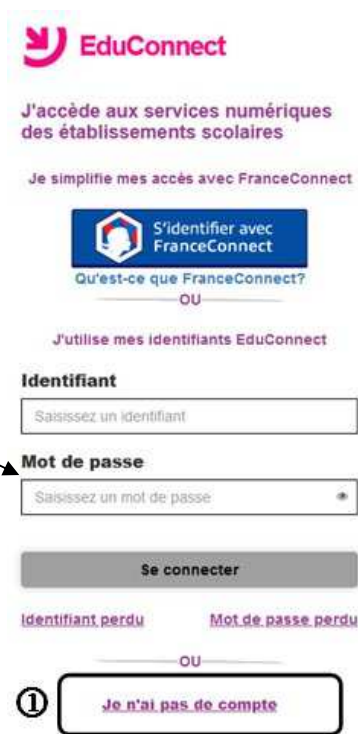 EduConnect
J'accède aux services numériques
des établissements scolaires
Je simplifie mes accès avec FranceConnect
S'identifier avec
FranceConnect
Qu'est-ce que FranceConnect?
OU
J'utilise mes identifiants EduConnect
Identifiant
Saisissez un identifiant
Mot de passe
Saisissez un mot de passe
Se connecter
Identifiant perdu Mot de passe perdu
OU
① Je n'ai pas de compte